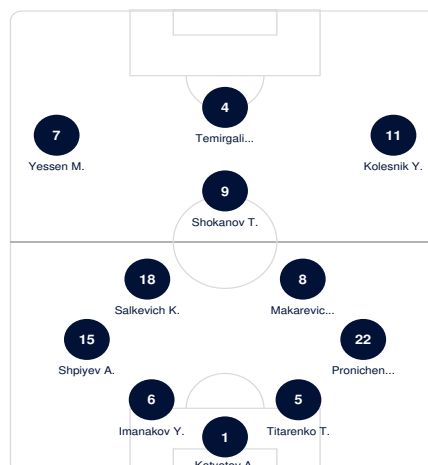 4
7
11
Temirgali...
Yessen M.
Kolesnik Y.
9
Shokanov T.
18
8
Salkevich K.
Makarevic...
15
22
Shpiyev A.
Pronichen...
6
5
Imanakov Y.
Titarenko T.
1